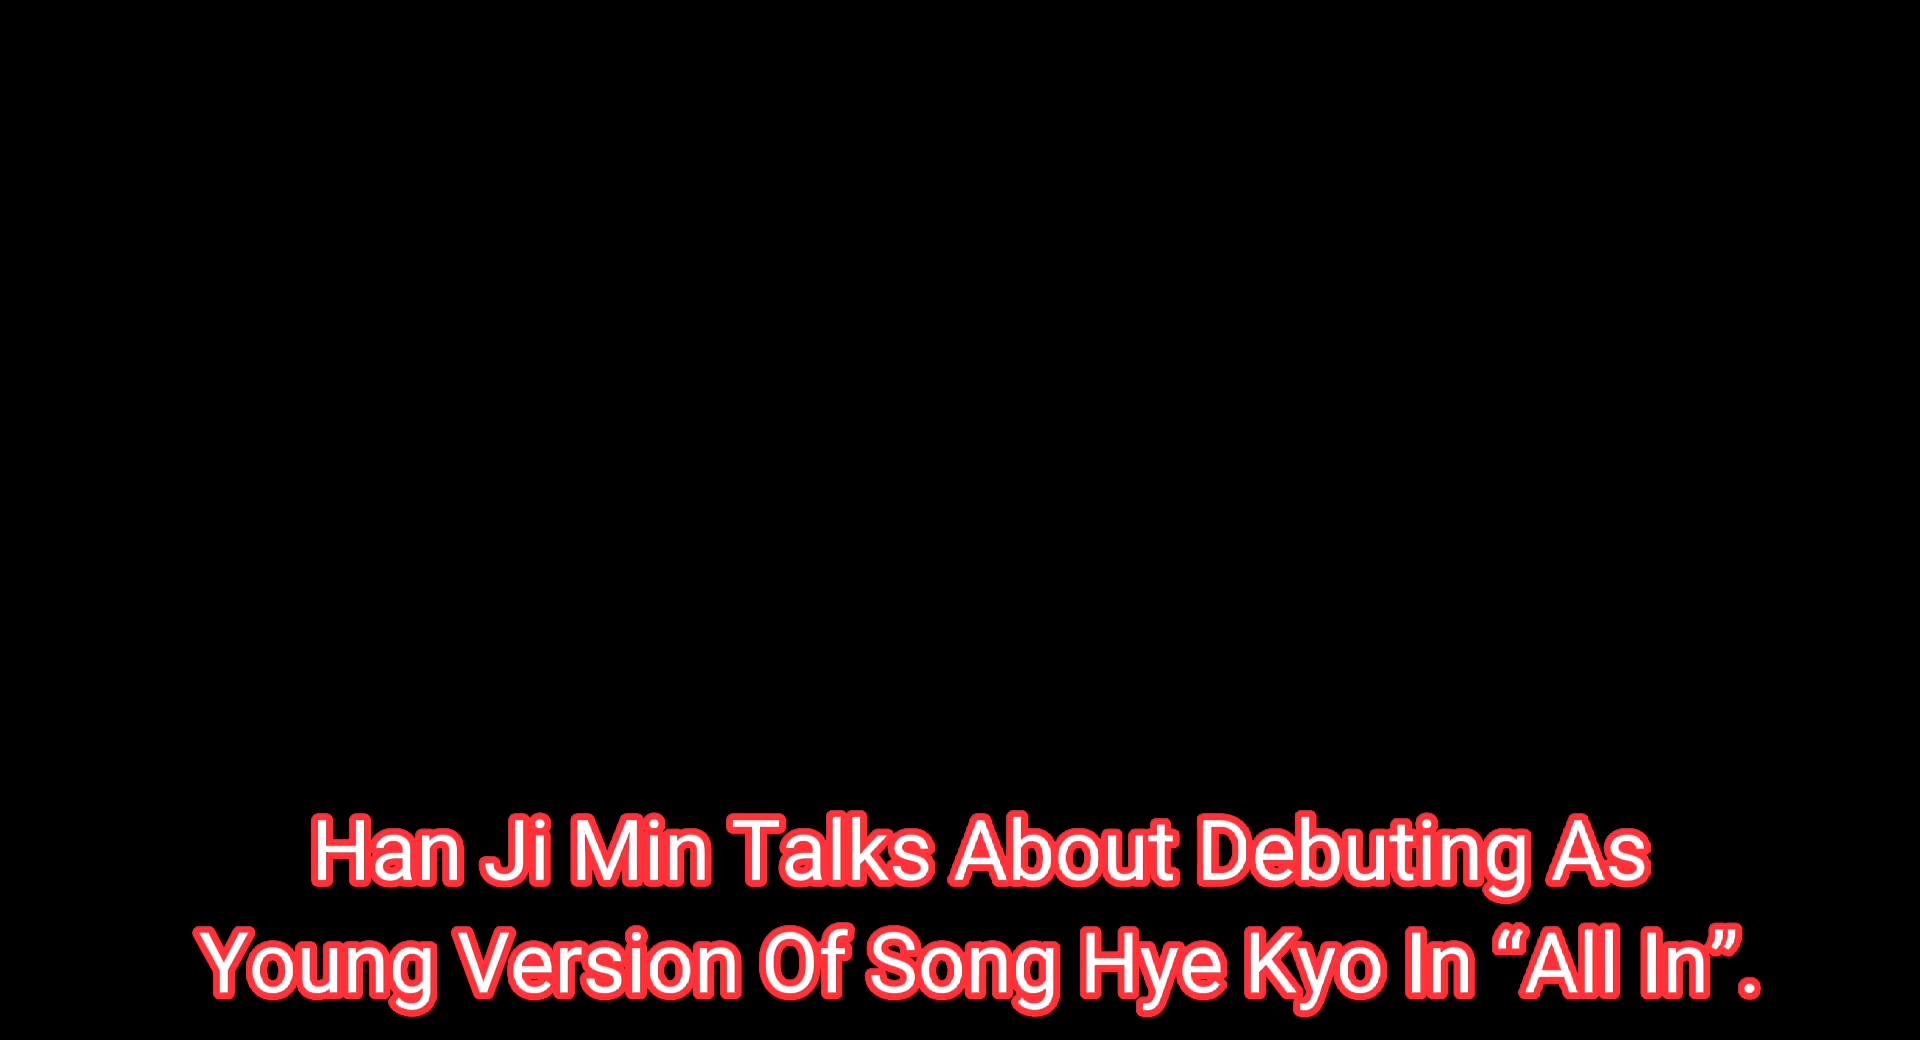 Han Ji Min Talks About Debuting As
Young Version Of Song Hye Kyo In “All In”.